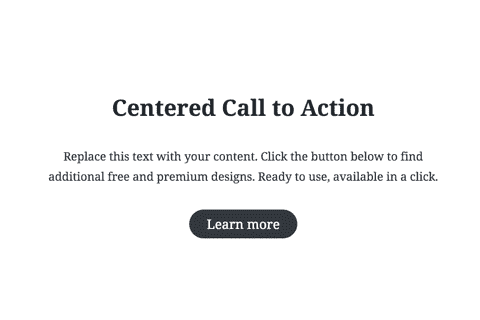 Centered Call to Action
Replace this text with your content. Click the button below to find
additional free and premium designs. Ready to use, available in a click.
Learn more